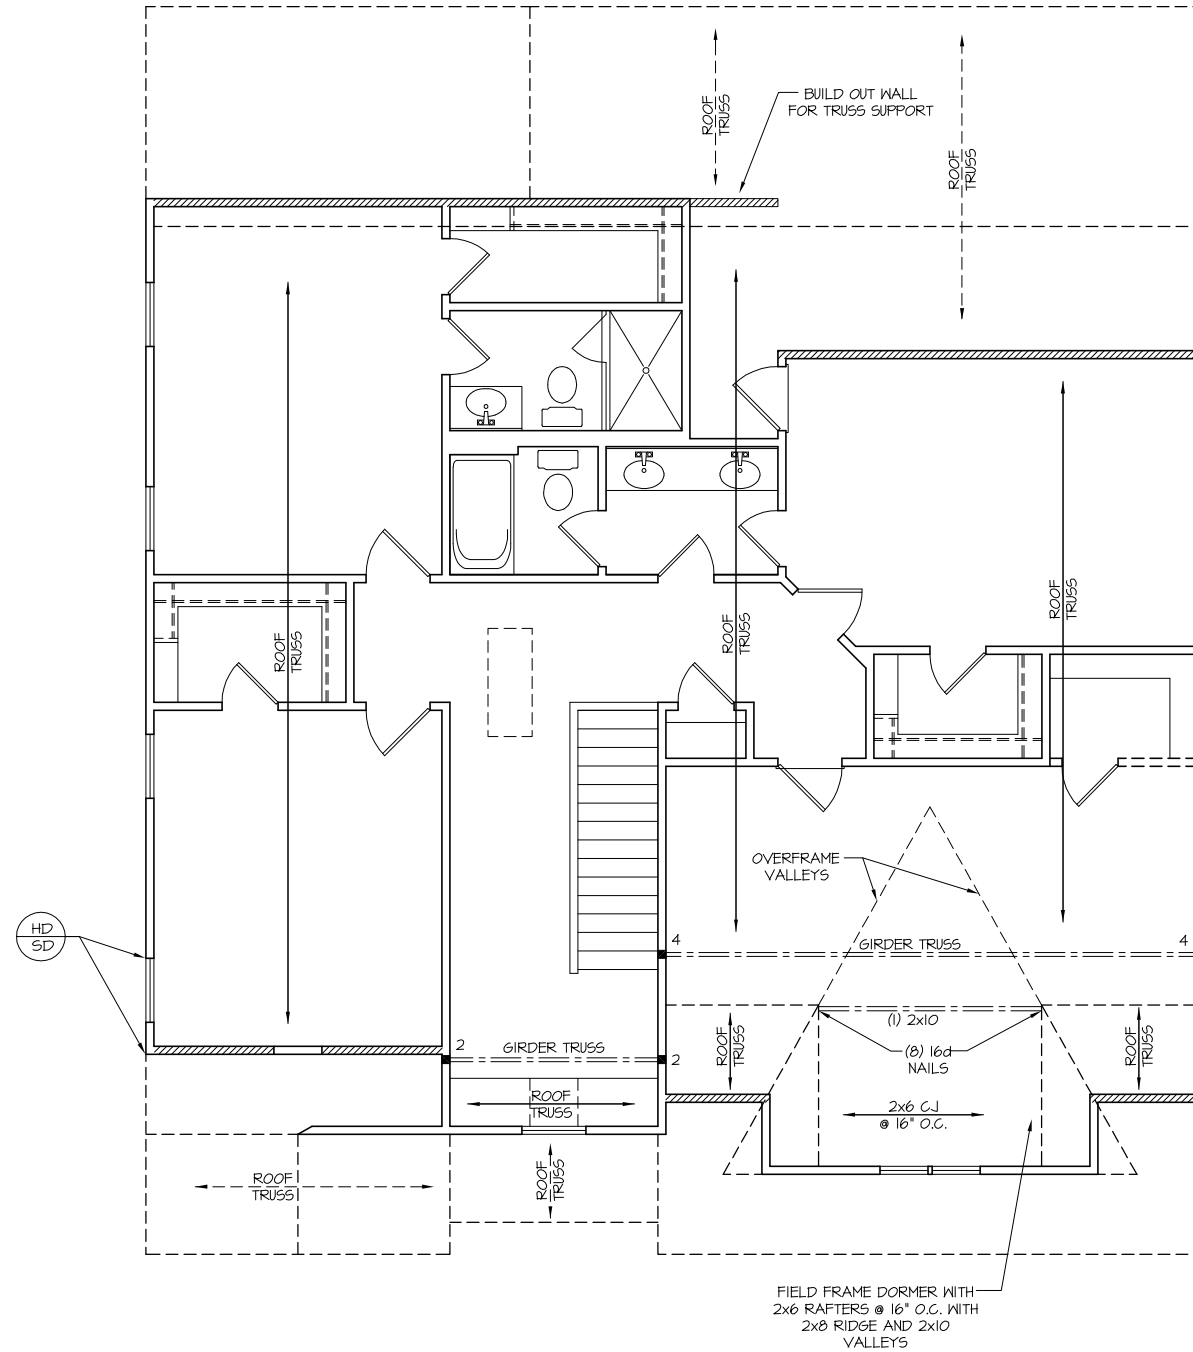 ROOF
TRUSS
BUILD OUT WALL
FOR TRUSS SUPPORT
ROOF
TRUSS
ROOF
TRUSS
ROOF
TRUSS
ROOF
TRUSS
OVERFRAME
VALLEYS
HD
SD
4
GIRDER TRUSS
4
(1) 2x10
2
GIRDER TRUSS
2
ROOF
TRUSS
(8) 16d
NAILS
ROOF
TRUSS
ROOF
TRUSS
2x6 CJ
@ 16" O.C.
ROOF
TRUSS
ROOF
TRUSS
FIELD FRAME DORMER WITH
2x6 RAFTERS @ 16" O.C. WITH
2x8 RIDGE AND 2x10
VALLEYS